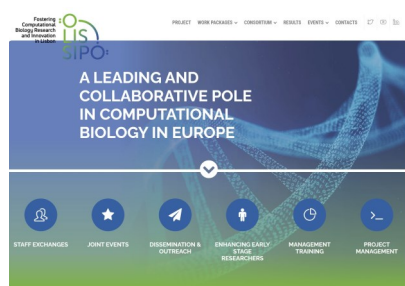 Fostering
Computational
Biology Research
and Innovation
in Lisbon
OLISSIPO
PROJECT WORK PACKAGES CONSORTIUM RESULTS EVENTS CONTACTS
A LEADING AND
COLLABORATIVE POLE
IN COMPUTATIONAL
BIOLOGY IN EUROPE
STAFF EXCHANGES
JOINT EVENTS
DISSEMINATION &
OUTREACH
ENHANCING EARLY
STAGE
RESEARCHERS
MANAGEMENT
TRAINING
PROJECT
MANAGEMENT